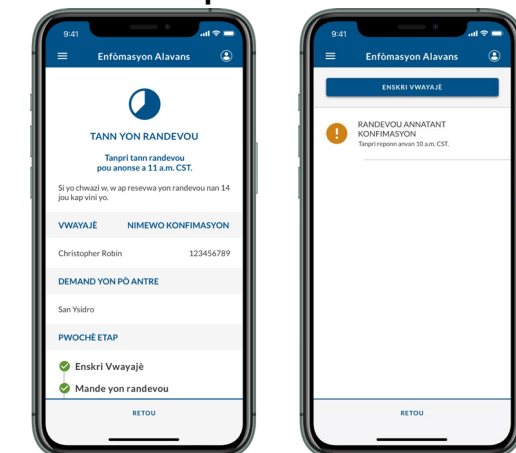 9:41
Enfòmasyon Alavans
TANN YON RANDEVOU
Tanpri tann randevou
pou anonse a 11 a.m. CST.
Si yo chwazi w, w ap resevwa yon randevou nan 14
jou kap vini yo.
VWAYAJÈ NIMEWO KONFIMASYON
Christopher Robin 123456789
DEMAND YON PÒ ANTRE
San Ysidro
PWOCHÈ ETAP
Enskri Vwayajè
Mande yon randevou
RETOU
9:41
Enfòmasyon Alavans
ENSKRI VWAYAJÈ
RANDEVOU ANNATANT
KONFIMASYON
Tanpri reponn anvan 10 a.m. CST.
RETOU